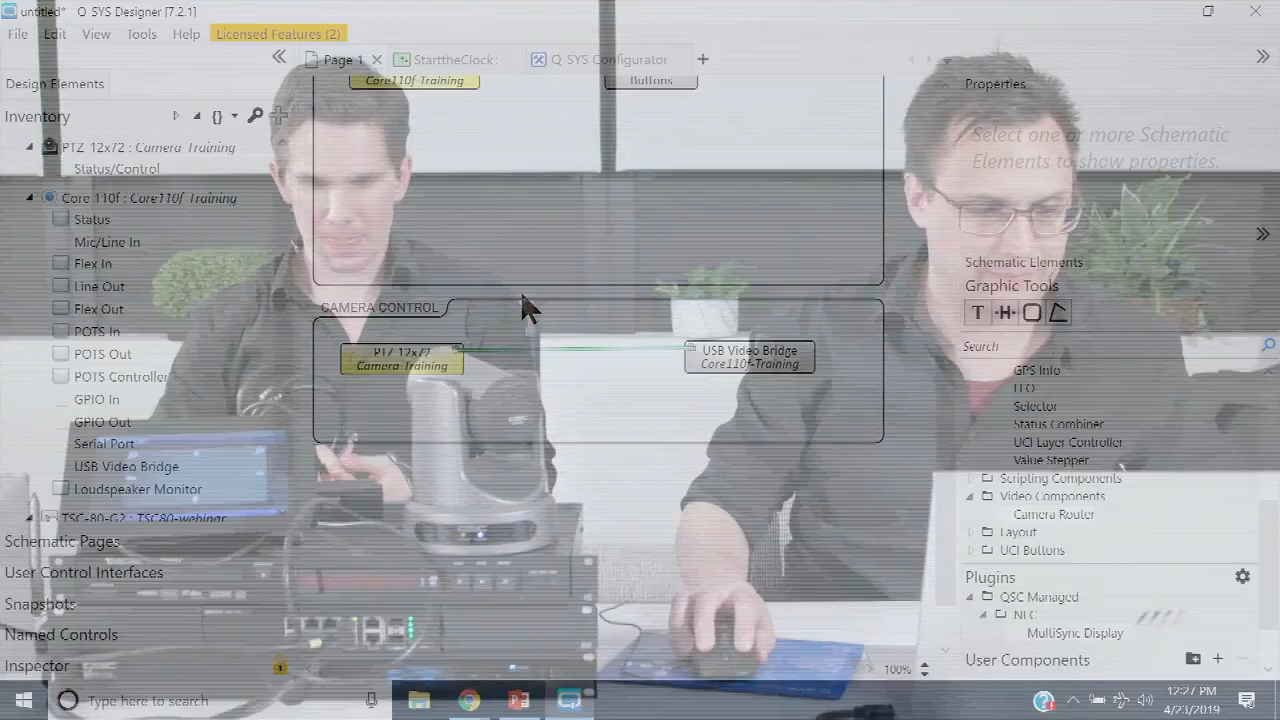 untitled* Q-SYS Designer [7.2.1]
File Edit View Tools Help Licensed Features (2)
Page 1
StarttheClock:
Q-SYS Configurator
Design Elements
Inventory
{}
PTZ 12x72 : Camera Training
Status/Control
Core 110f : Core110f Training
Status
Mic/Line In
Flex In
Line Out
Flex Out
POTS In
POTS Out
POTS Controller
GPIO In
GPIO Out
Serial Port
USB Video Bridge
Loudspeaker Monitor
TSC-80-G2 : TSC80-webinar
Schematic Pages
User Control Interfaces
Snapshots
Named Controls
Inspector
Core110f Training
Buttons
CAMERA CONTROL
PTZ 12x72
Camera Training
USB Video Bridge
Core110f-Training
100%
Properties
Select one or more Schematic
Elements to show properties.
Schematic Elements
Graphic Tools
T H
Search
GPS Info
LFO
Selector
Status Combiner
UCI Layer Controller
Value Stepper
Scripting Components
Video Components
Camera Router
Layout
UCI Buttons
Plugins
QSC Managed
NEC
MultiSync Display
User Components
Type here to search
12:27 PM
4/23/2019